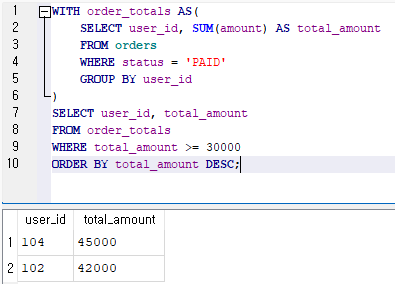 1 WITH order_totals AS(
2 SELECT user_id, SUM(amount) AS total_amount
3 FROM orders
4 WHERE status = 'PAID'
5 GROUP BY user_id
6 )
7 SELECT user_id, total_amount
8 FROM order_totals
9 WHERE total_amount >= 30000
10 ORDER BY total_amount DESC;
user_id total_amount
1 104 45000
2 102 42000